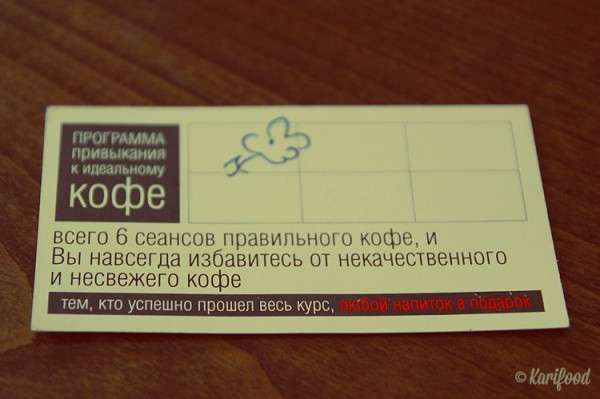 ПРОГРАММА
привыкания
к идеальному
кофе
всего 6 сеансов правильного кофе, и
Вы навсегда избавитесь от некачественного
и несвежего кофе
тем, кто успешно прошел весь курс, любой напиток в подарок
© Karifood